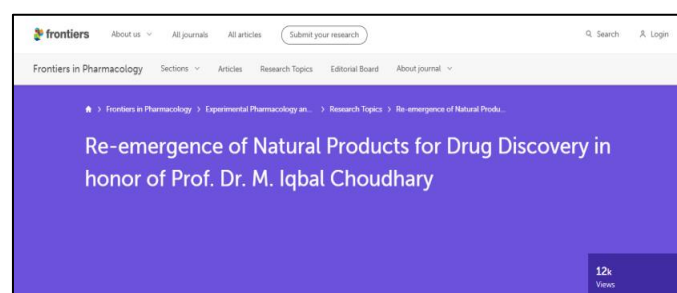 frontiers About us All journals All articles Submit your research Search Login
Frontiers in Pharmacology Sections Articles Research Topics Editorial Board About journal
> Frontiers in Pharmacology > Experimental Pharmacology an... > Research Topics > Re-emergence of Natural Produ...
Re-emergence of Natural Products for Drug Discovery in
honor of Prof. Dr. M. Iqbal Choudhary
12k
Views